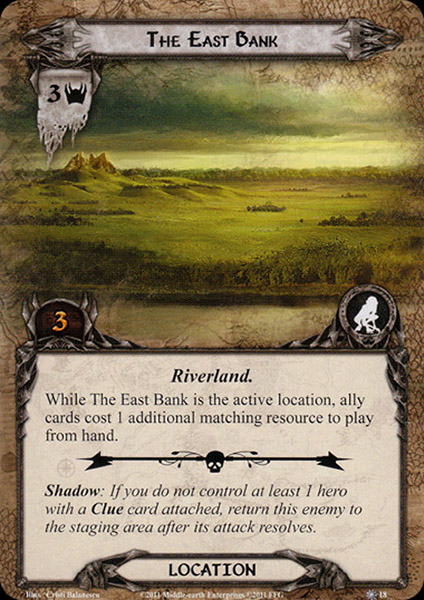 THE EAST BANK
3
3
Riverland.
While The East Bank is the active location, ally
cards cost 1 additional matching resource to play
from hand.
Shadow: If you do not control at least 1 hero
with a Clue card attached, return this enemy to
the staging area after its attack resolves.
LOCATION
Illus. Cristi Balanescu
©2011 Middle-earth Enterprises ©2011 FFG
18